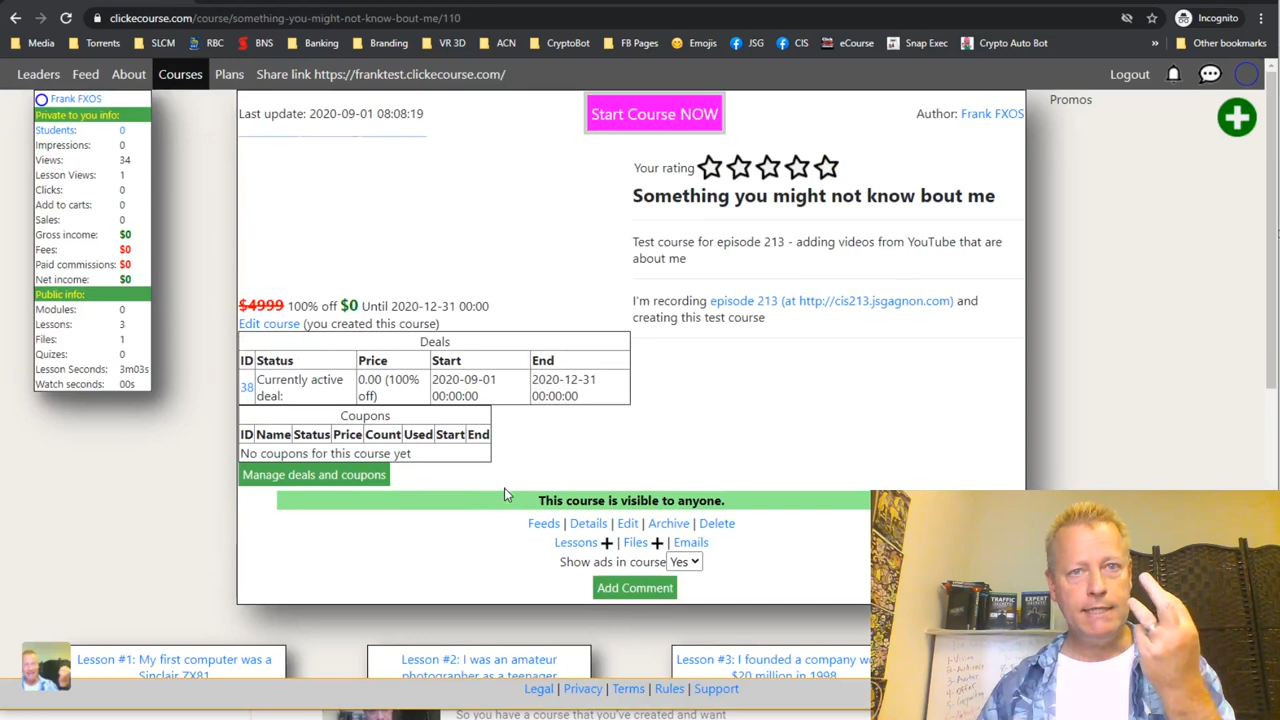 clickecourse.com/course/something-you-might-not-know-bout-me/110
Incognito
Media
Torrents
SLCM
RBC
BNS
Banking
Branding
VR 3D
ACN
CryptoBot
FB Pages
Emojis
JSG
CIS
eCourse
Snap Exec
Crypto Auto Bot
»
Other bookmarks
Leaders
Feed
About
Courses
Plans
Share link https://franktest.clickecourse.com/
Logout
Frank FXOS
Private to you info:
Students: 0
Impressions: 0
Views: 34
Lesson Views: 1
Clicks: 0
Add to carts: 0
Sales: 0
Gross income: $0
Fees: $0
Paid commissions: $0
Net income: $0
Public info:
Modules: 0
Lessons: 3
Files: 1
Quizes: 0
Lesson Seconds: 3m03s
Watch seconds: 00s
Last update: 2020-09-01 08:08:19
Start Course NOW
Author: Frank FXOS
Your rating
Something you might not know bout me
Test course for episode 213 - adding videos from YouTube that are
about me
I'm recording episode 213 (at http://cis213.jsgagnon.com) and
creating this test course
$4999 100% off $0 Until 2020-12-31 00:00
Edit course (you created this course)
Deals
ID Status Price Start End
38 Currently active deal: 0.00 (100% off) 2020-09-01 00:00:00 2020-12-31 00:00:00
Coupons
ID Name Status Price Count Used Start End
No coupons for this course yet
Manage deals and coupons
This course is visible to anyone.
Feeds | Details | Edit | Archive | Delete
Lessons | Files | Emails
Show ads in course Yes
Add Comment
Promos
Lesson #1: My first computer was a
Sinclair ZX81
Lesson #2: I was an amateur
photographer as a teenager
Lesson #3: I founded a company w
$20 million in 1998
Legal | Privacy | Terms | Rules | Support
So you have a course that you've created and want
TRAFFIC
SECRETS
EXPERT
SECRETS